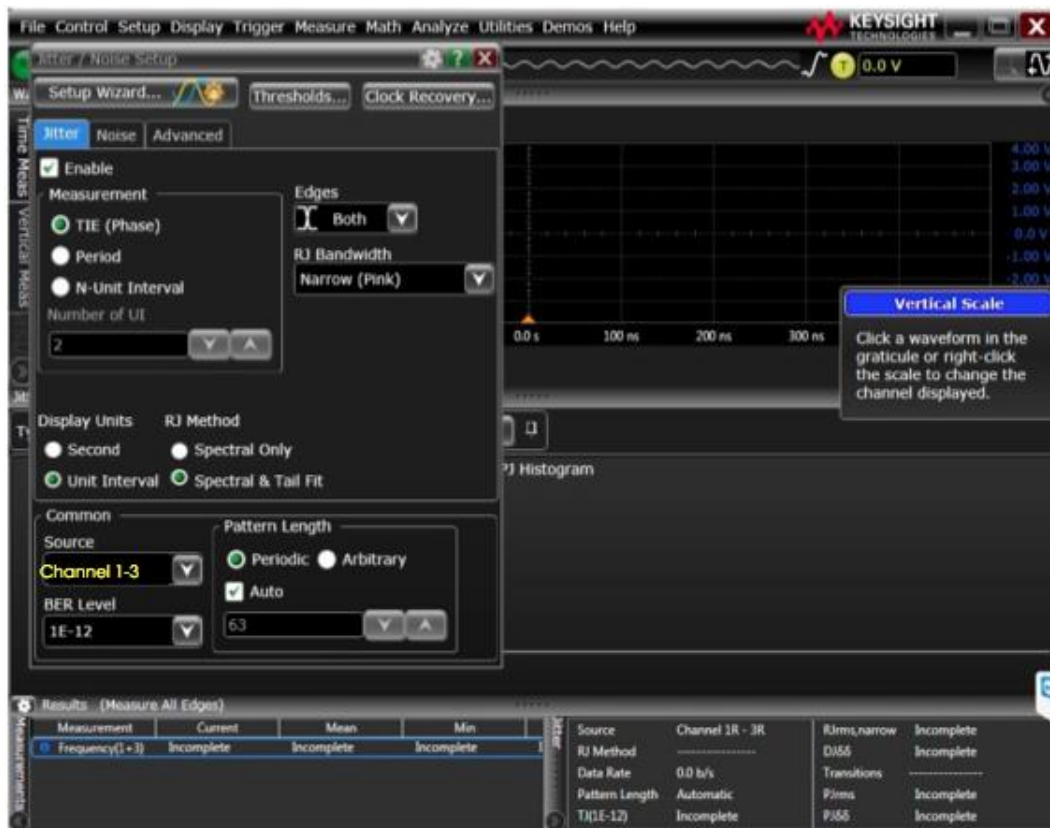 File Control Setup Display Trigger Measure Math Analyze Utilities Demos Help
KEYSIGHT
TECHNOLOGIES
Jitter / Noise Setup
?
T
0.0 V
Setup Wizard...
Thresholds...
Clock Recovery...
Time Meas
Vertical Meas
Jitter
Noise
Advanced
Enable
Measurement
TIE (Phase)
Period
N-Unit Interval
Number of UI
2
Edges
Both
RJ Bandwidth
Narrow (Pink)
4.00 V
3.00 V
2.00 V
1.00 V
0.0 V
-1.00 V
-2.00 V
0.0 s
100 ns
200 ns
300 ns
Vertical Scale
Click a waveform in the
graticule or right-click
the scale to change the
channel displayed.
Display Units
Second
Unit Interval
RJ Method
Spectral Only
Spectral & Tail Fit
PJ Histogram
Common
Source
Channel 1-3
BER Level
1E-12
Pattern Length
Periodic
Arbitrary
Auto
63
Results (Measure All Edges)
Measurements
Measurement Current Mean Min
Frequency(1+3) Incomplete Incomplete Incomplete
Jitter
Source Channel 1R - 3R
RJ Method ----------------
Data Rate 0.0 b/s
Pattern Length Automatic
TJ(1E-12) Incomplete
RJrms,narrow Incomplete
DJδδ Incomplete
Transitions ----------------
PJrms Incomplete
PJδδ Incomplete